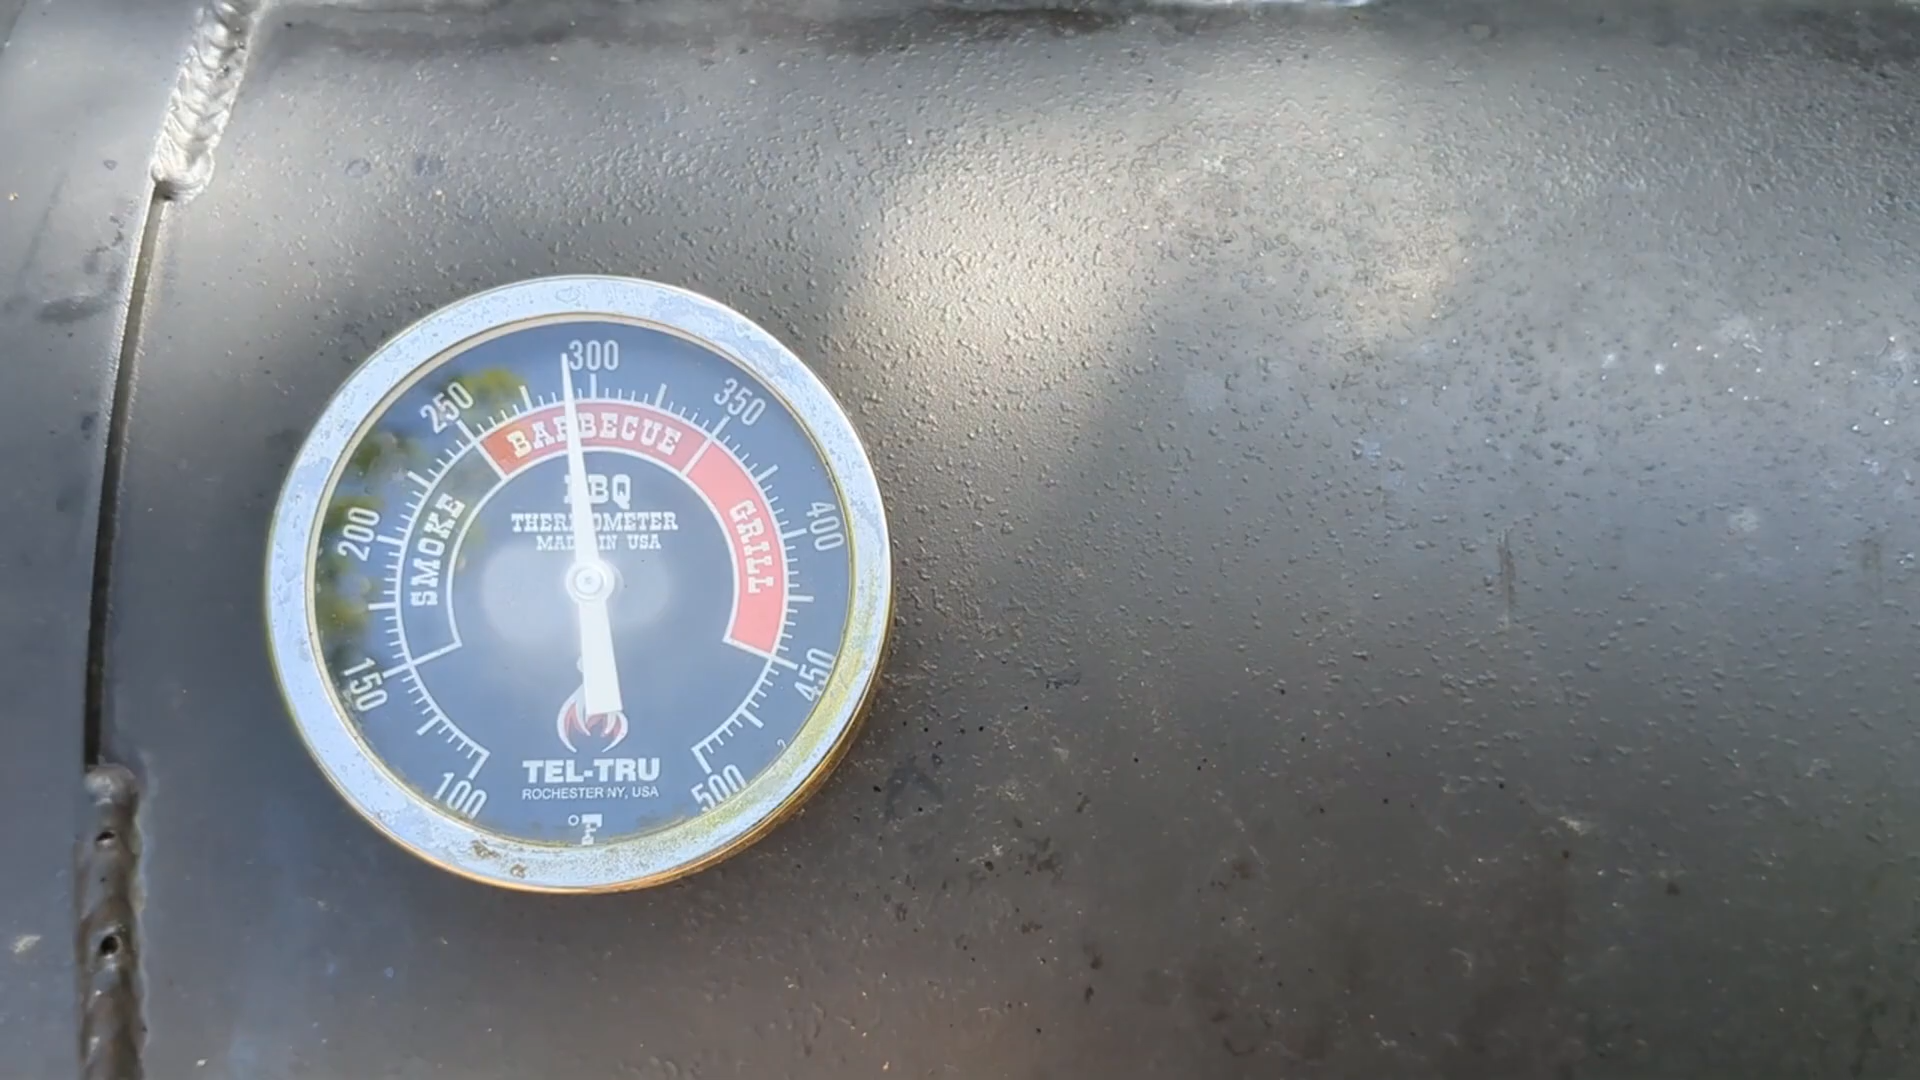 300
250
350
BARBECUE
200
400
SMOKE
GRILL
BBQ
THERMOMETER
MADE IN USA
150
450
100
500
TEL-TRU
ROCHESTER NY, USA
°F